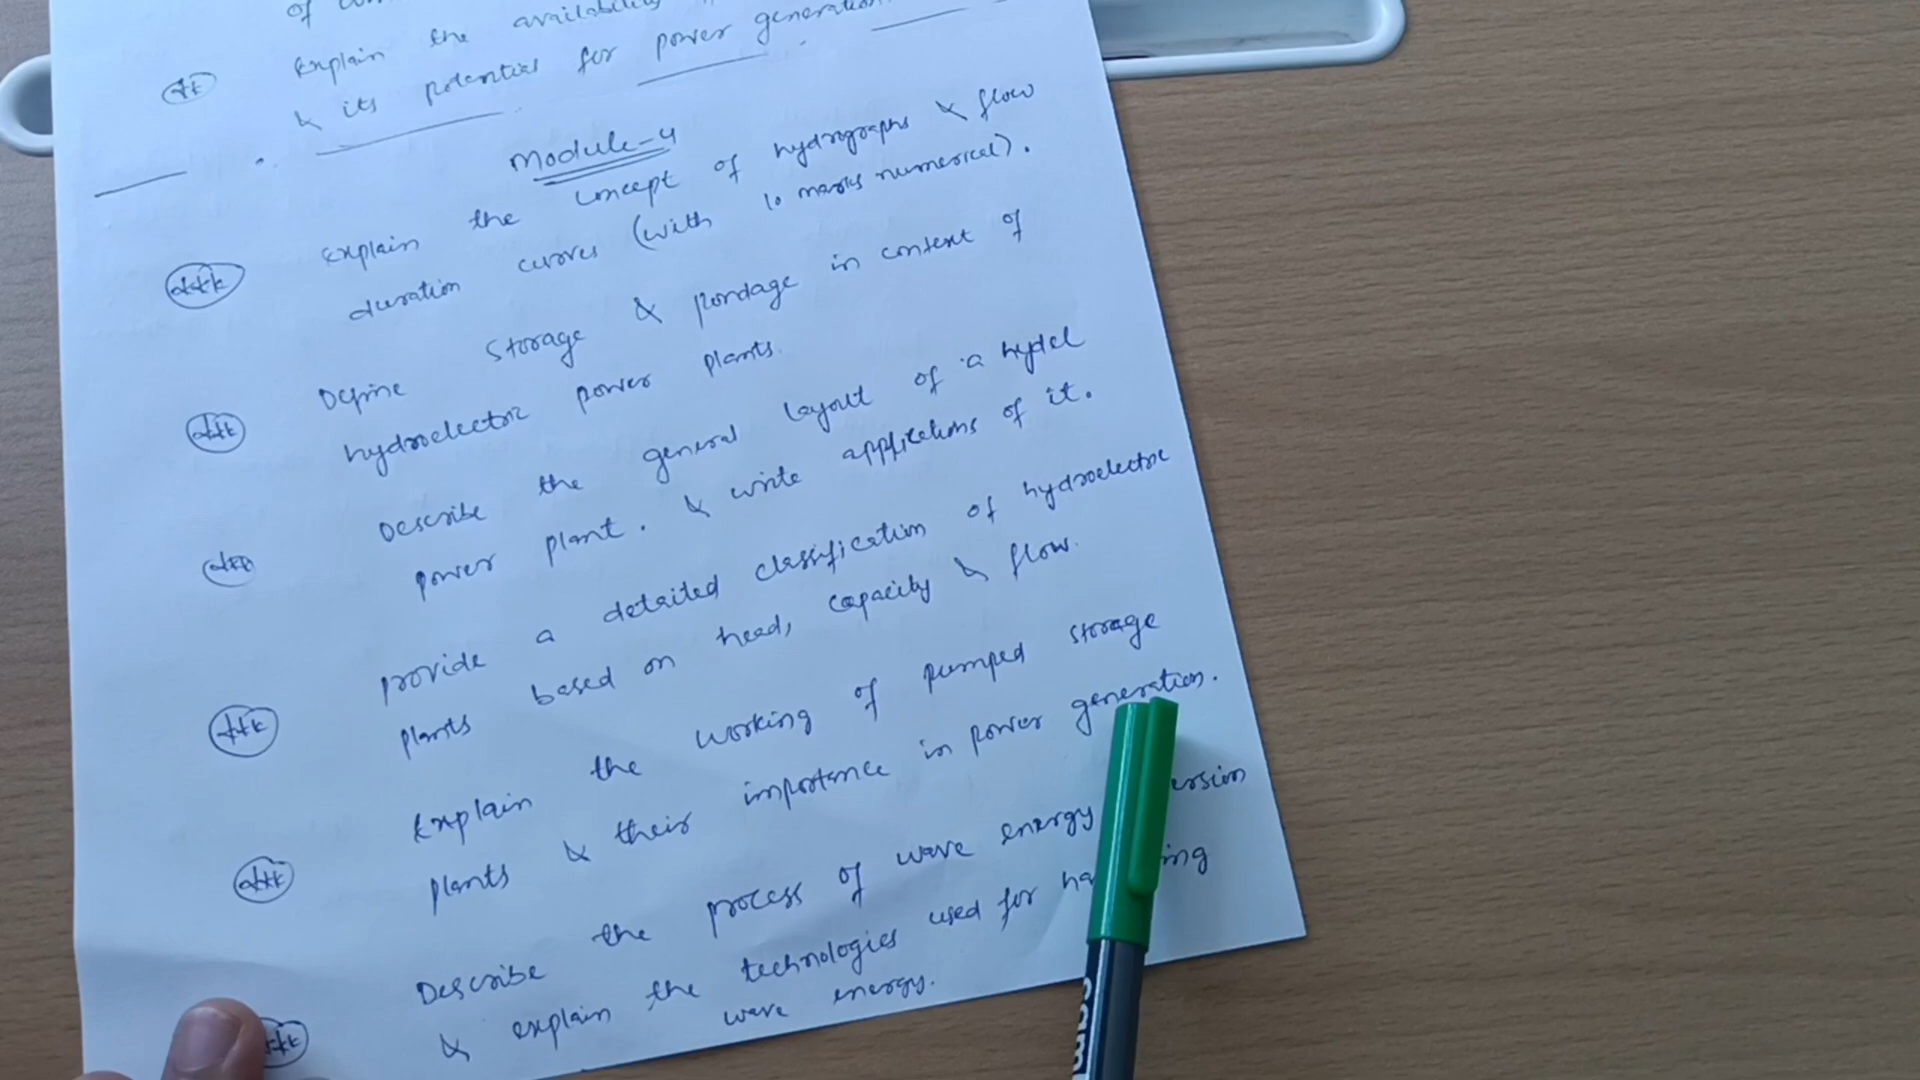 of
Explain the availability
** & its potential for power generation
Module-4
Explain the concept of hydrographs & flow
*** duration curves (with 10 marks numerical).
Define storage & pondage in context of
*** hydroelectric power plants.
Describe the general layout of a hydel
*** power plant. & write applications of it.
provide a detailed classification of hydroelectric
*** plants based on head, capacity & flow.
Explain the working of pumped storage
*** plants & their importance in power generation.
Describe the process of wave energy ersion
*** & explain the technologies used for ha ing
wave energy.